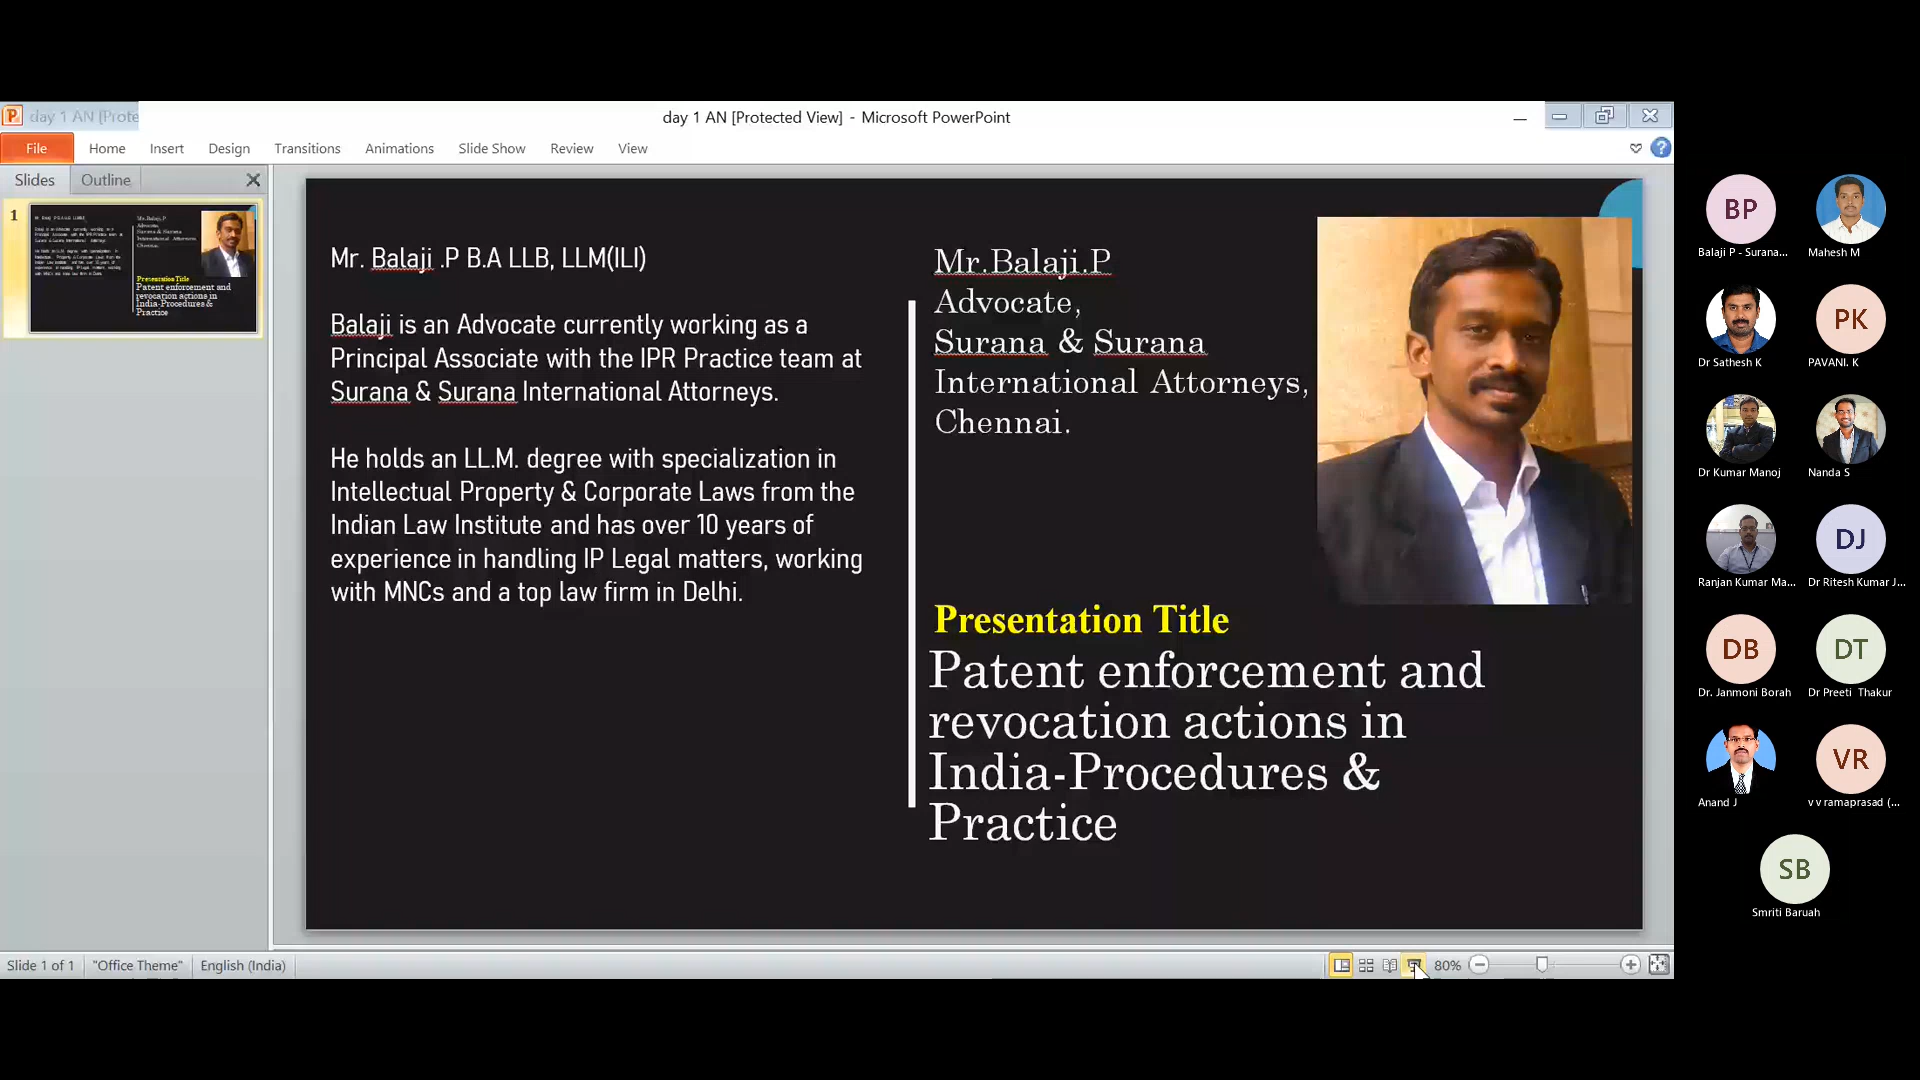 day 1 AN [Prote
day 1 AN [Protected View] - Microsoft PowerPoint
File Home Insert Design Transitions Animations Slide Show Review View
Slides Outline
1
Mr. Balaji .P B.A LLB, LLM(ILI)
Balaji is an Advocate currently working as a
Principal Associate with the IPR Practice team at
Surana & Surana International Attorneys.
He holds an LL.M. degree with specialization in
Intellectual Property & Corporate Laws from the
Indian Law Institute and has over 10 years of
experience in handling IP Legal matters, working
with MNCs and a top law firm in Delhi.
Mr.Balaji.P
Advocate,
Surana & Surana
International Attorneys,
Chennai.
Presentation Title
Patent enforcement and
revocation actions in
India-Procedures &
Practice
BP
Balaji P - Surana...
Mahesh M
Dr Sathesh K
PK
PAVANI. K
Dr Kumar Manoj
Nanda S
Ranjan Kumar Ma...
DJ
Dr Ritesh Kumar J...
DB
Dr. Janmoni Borah
DT
Dr Preeti Thakur
Anand J
VR
v v ramaprasad (...
SB
Smriti Baruah
Slide 1 of 1 "Office Theme" English (India) 80%